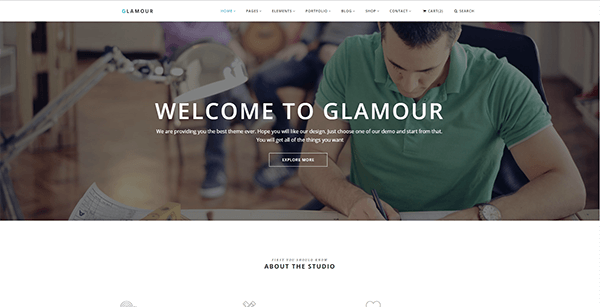 GLAMOUR
HOME PAGES ELEMENTS PORTFOLIO BLOG SHOP CONTACT CART(2) SEARCH
WELCOME TO GLAMOUR
We are providing you the best theme ever. Hope you will like our design. Just choose one of our demo and start from that.
You will get all of the things you want
EXPLORE MORE
FIRST YOU SHOULD KNOW
ABOUT THE STUDIO